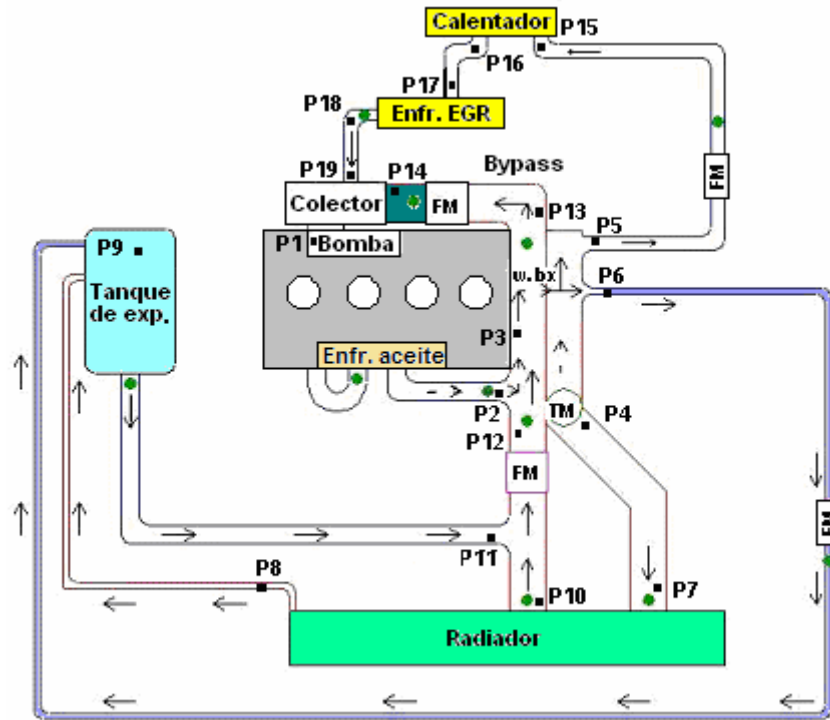 Calentador
P15
P16
P17
P18
Enfr. EGR
P19
P14
Bypass
FM
Colector
FM
P13
P5
P1
Bomba
P9
w.bx
P6
Tanque
de exp.
P3
Enfr. aceite
P2
TM
P4
P12
FM
FM
P11
P8
P10
P7
Radiador